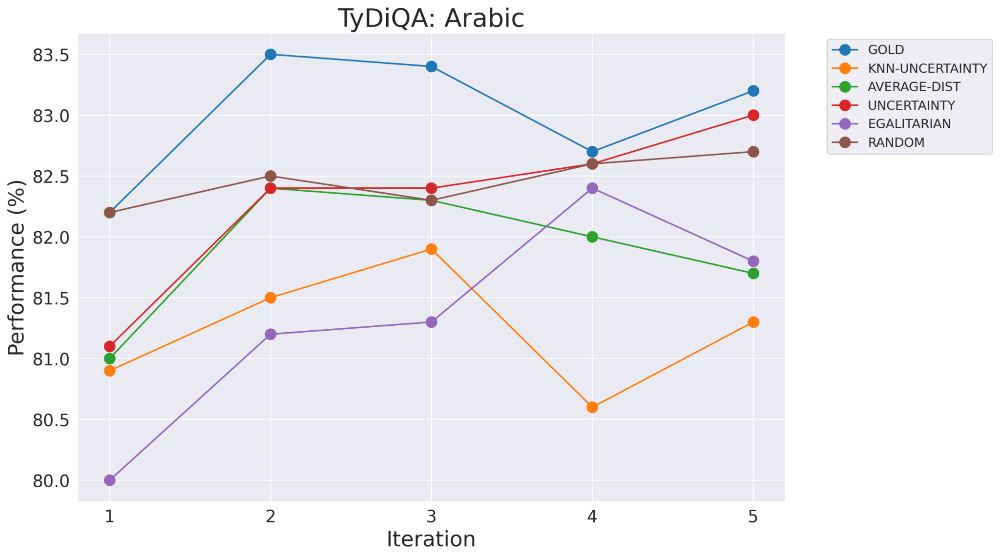 TyDiQA: Arabic
83.5
83.0
82.5
82.0
81.5
81.0
80.5
80.0
Performance (%)
1 2 3 4 5
Iteration
GOLD
KNN-UNCERTAINTY
AVERAGE-DIST
UNCERTAINTY
EGALITARIAN
RANDOM